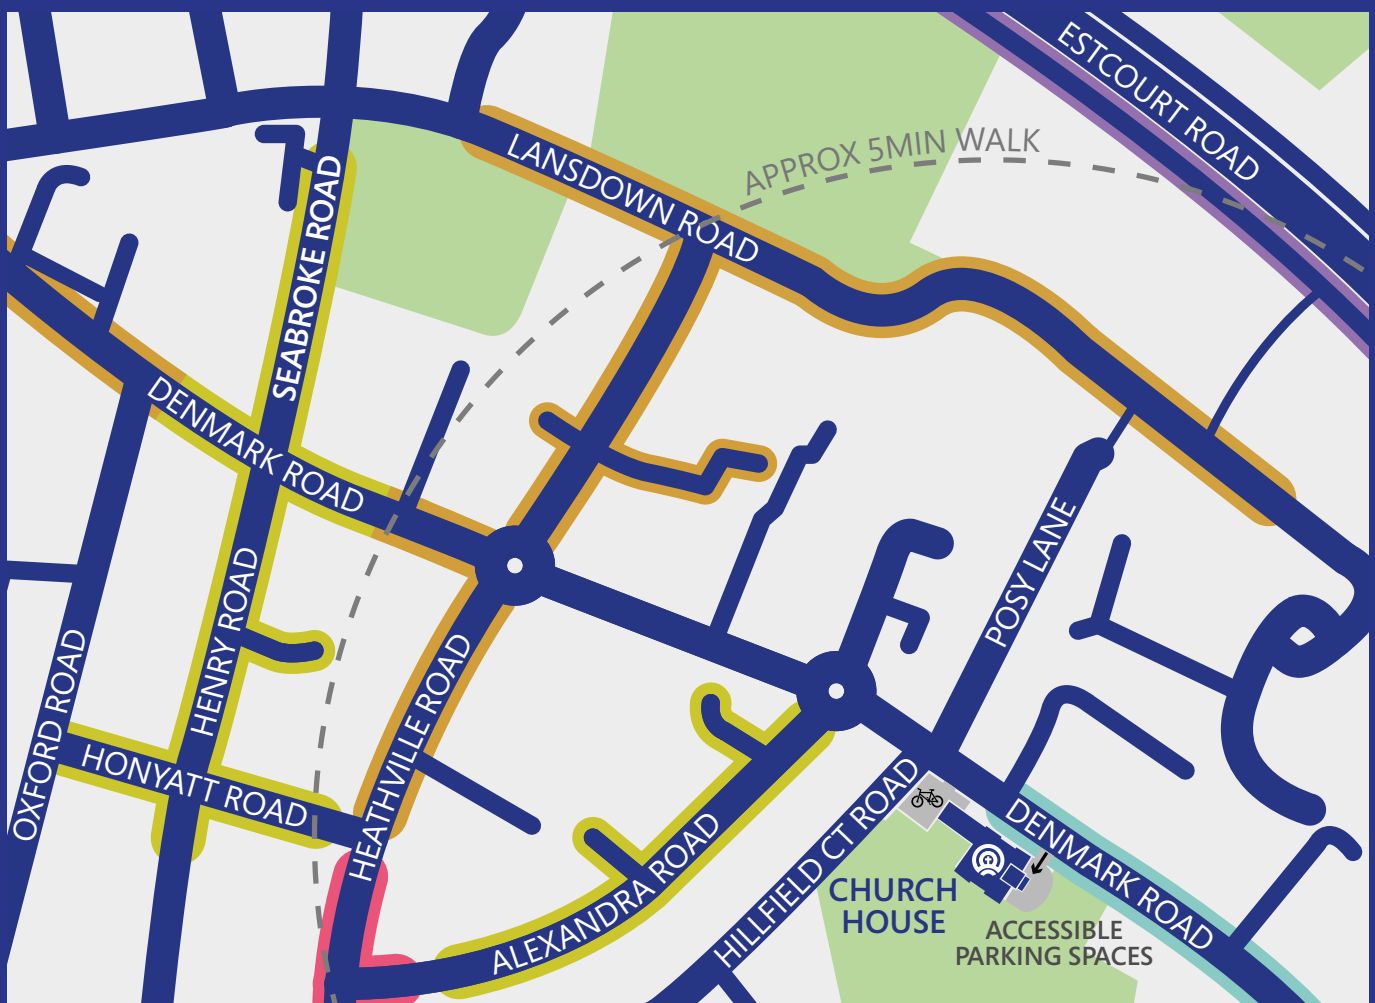 ESTCOURT ROAD
APPROX 5MIN WALK
LANSDOWN ROAD
SEABROKE ROAD
DENMARK ROAD
POSY LANE
HENRY ROAD
OXFORD ROAD
HEATHVILLE ROAD
HONYATT ROAD
HILLFIELD CT ROAD
DENMARK ROAD
ALEXANDRA ROAD
CHURCH
HOUSE
ACCESSIBLE
PARKING SPACES